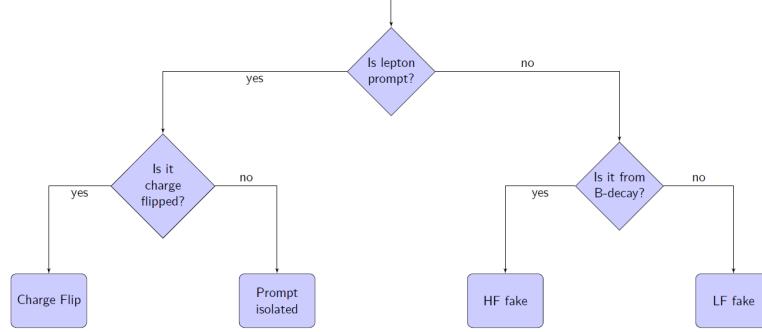 Is lepton
prompt?
yes
no
Is it
charge
flipped?
Is it from
B-decay?
yes
no
yes
no
Charge Flip
Prompt
isolated
HF fake
LF fake